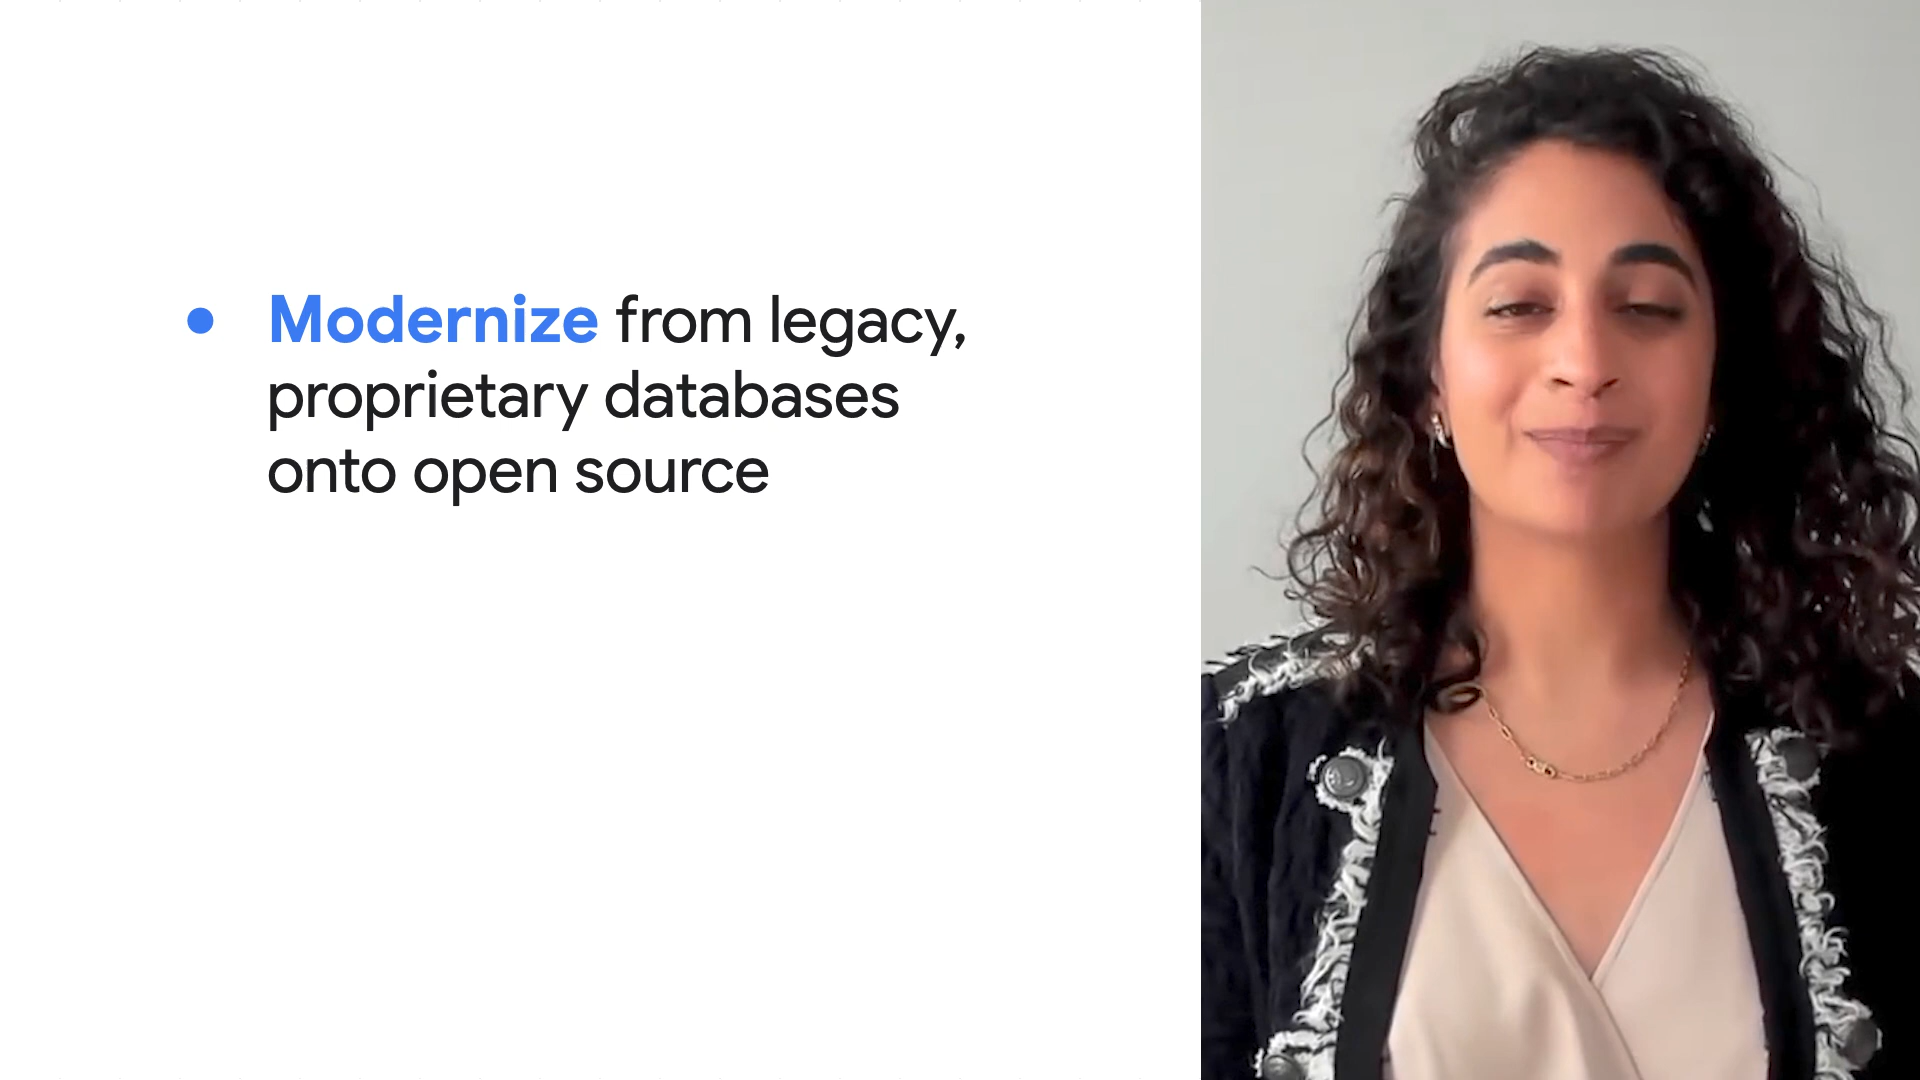 Modernize from legacy,
proprietary databases
onto open source